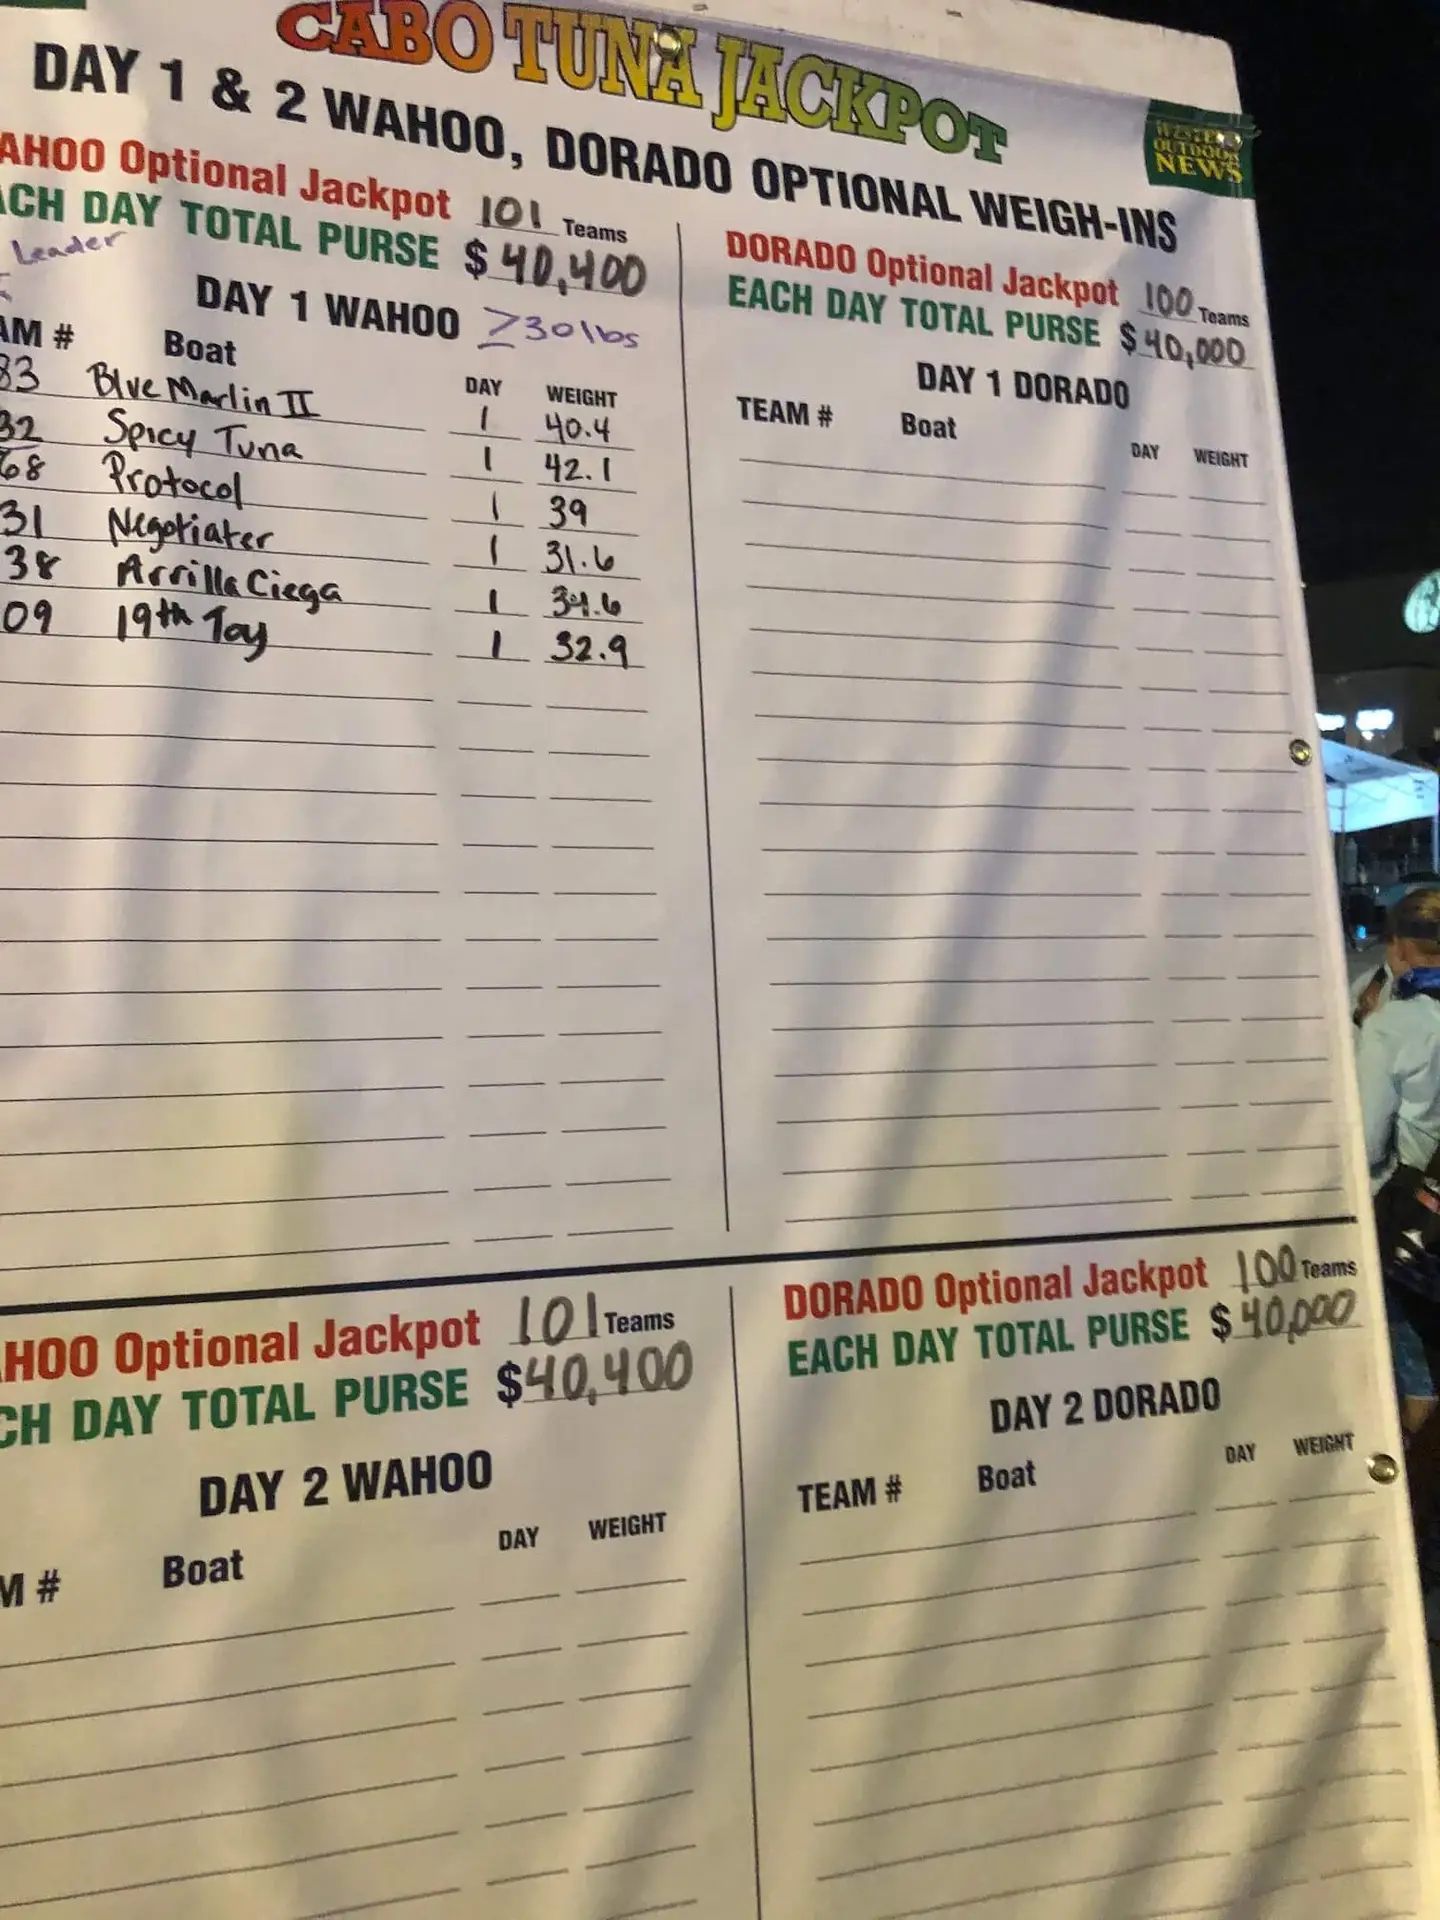 CABO TUNA JACKPOT
WESTERN
OUTDOOR
NEWS
DAY 1 & 2 WAHOO, DORADO OPTIONAL WEIGH-INS
AHOO Optional Jackpot 101 Teams
ACH DAY TOTAL PURSE $ 40,400
Leader
DAY 1 WAHOO ≥30lbs
AM # Boat DAY WEIGHT
83 Blue Marlin II 1 40.4
32 Spicy Tuna 1 42.1
68 Protocol 1 39
31 Negotiater 1 31.6
38 Arrilla Ciega 1 34.6
09 19th Toy 1 32.9
DORADO Optional Jackpot 100 Teams
EACH DAY TOTAL PURSE $ 40,000
DAY 1 DORADO
TEAM # Boat DAY WEIGHT
HOO Optional Jackpot 101 Teams
CH DAY TOTAL PURSE $40,400
DAY 2 WAHOO
M # Boat DAY WEIGHT
DORADO Optional Jackpot 100 Teams
EACH DAY TOTAL PURSE $ 40,000
DAY 2 DORADO
TEAM # Boat DAY WEIGHT